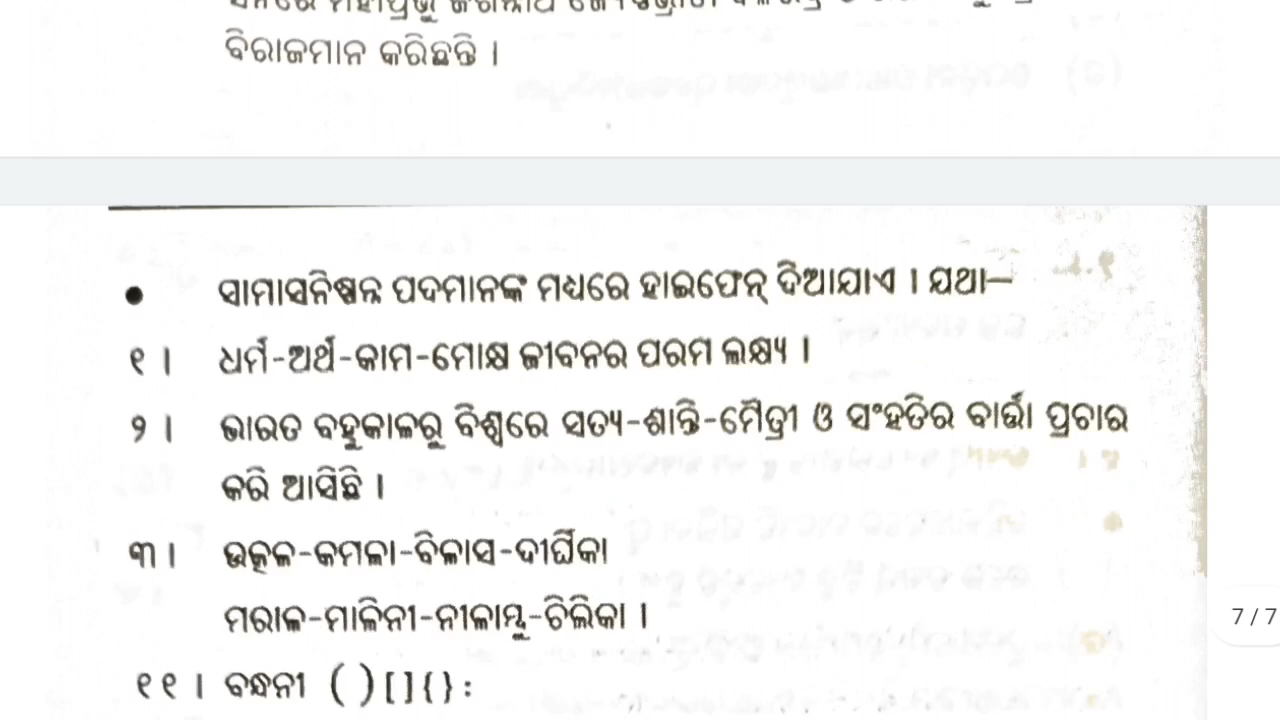 ବିରାଜମାନ କରିଛନ୍ତି ।
● ସାମାସନିଷ୍ପନ୍ନ ପଦମାନଙ୍କ ମଧ୍ୟରେ ହାଇଫେନ୍ ଦିଆଯାଏ । ଯଥା—
୧ । ଧର୍ମ-ଅର୍ଥ-କାମ-ମୋକ୍ଷ ଜୀବନର ପରମ ଲକ୍ଷ୍ୟ ।
୨ । ଭାରତ ବହୁକାଳରୁ ବିଶ୍ୱରେ ସତ୍ୟ-ଶାନ୍ତି-ମୈତ୍ରୀ ଓ ସଂହତିର ବାର୍ତ୍ତା ପ୍ରଚାର
କରି ଆସିଛି ।
୩ । ଉତ୍କଳ-କମଳା-ବିଳାସ-ଦୀର୍ଘିକା
ମରାଳ-ମାଳିନୀ-ନୀଳାମ୍ବୁ-ଚିଲିକା ।
୧୧ । ବନ୍ଧନୀ ( ) [ ] { } :
7 / 7